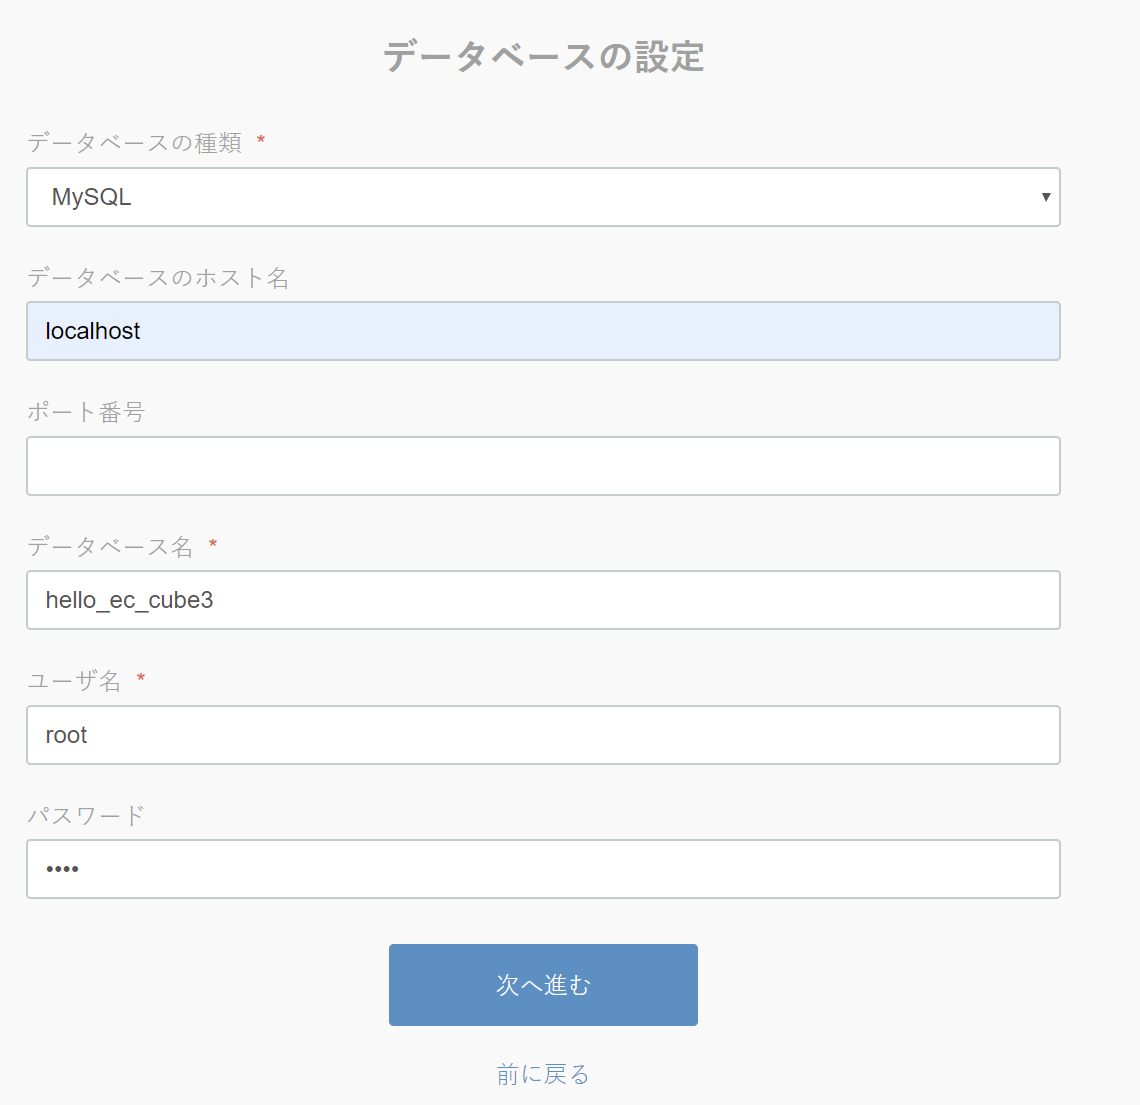 データベースの設定
データベースの種類 *
MySQL
データベースのホスト名
localhost
ポート番号
データベース名 *
hello_ec_cube3
ユーザ名 *
root
パスワード
••••
次へ進む
前に戻る